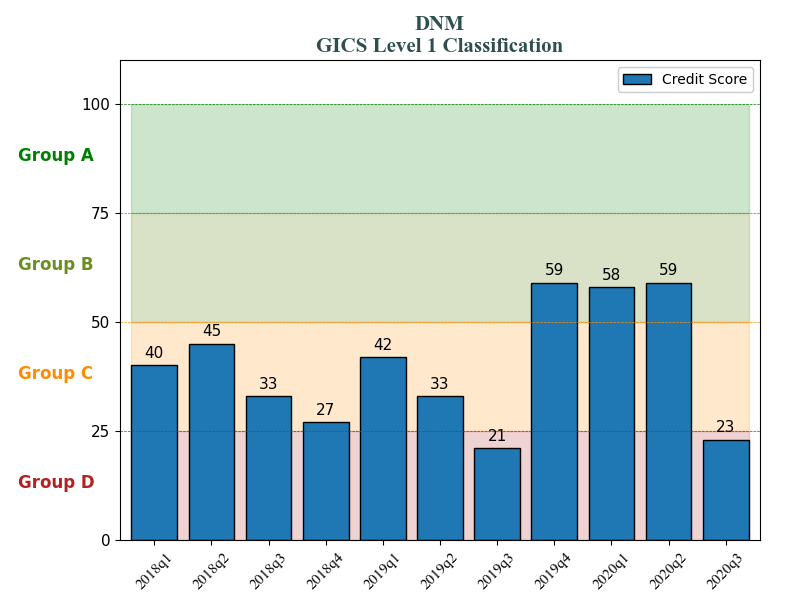 DNM
GICS Level 1 Classification
Credit Score
100
Group A
75
Group B
50
Group C
25
Group D
0
40
45
33
27
42
33
21
59
58
59
23
2018q1
2018q2
2018q3
2018q4
2019q1
2019q2
2019q3
2019q4
2020q1
2020q2
2020q3